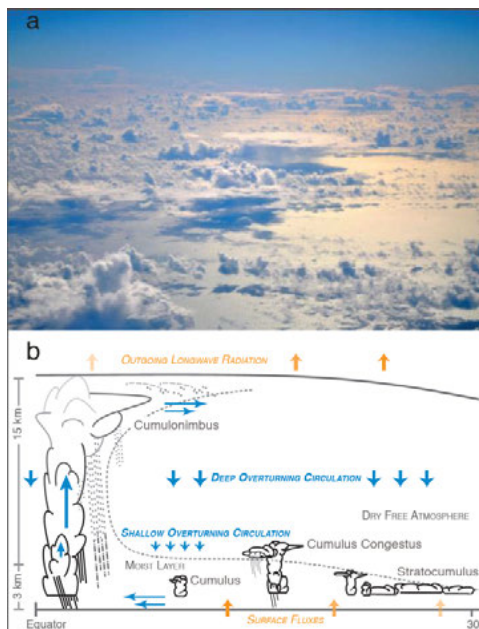 a
b
OUTGOING LONGWAVE RADIATION
15 km
Cumulonimbus
DEEP OVERTURNING CIRCULATION
DRY FREE ATMOSPHERE
SHALLOW OVERTURNING CIRCULATION
Cumulus Congestus
MOIST LAYER
Stratocumulus
Cumulus
3 km
SURFACE FLUXES
Equator
30